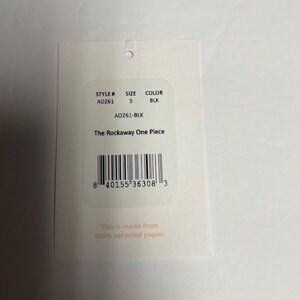 STYLE # SIZE COLOR
AO261 S BLK
AO261-BLK
The Rockaway One Piece
8 40155 36308 3
This is made from
100% recycled paper.